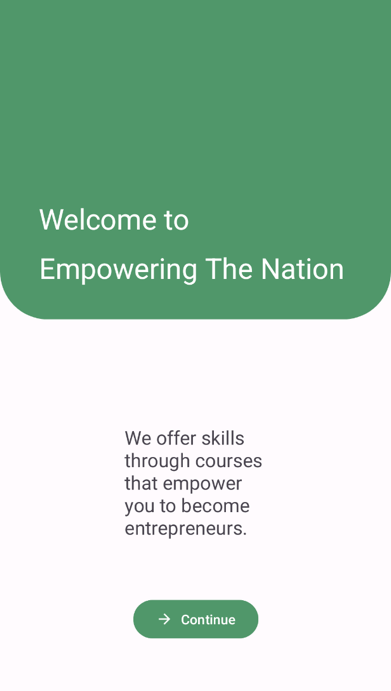 Welcome to
Empowering The Nation
We offer skills
through courses
that empower
you to become
entrepreneurs.
Continue